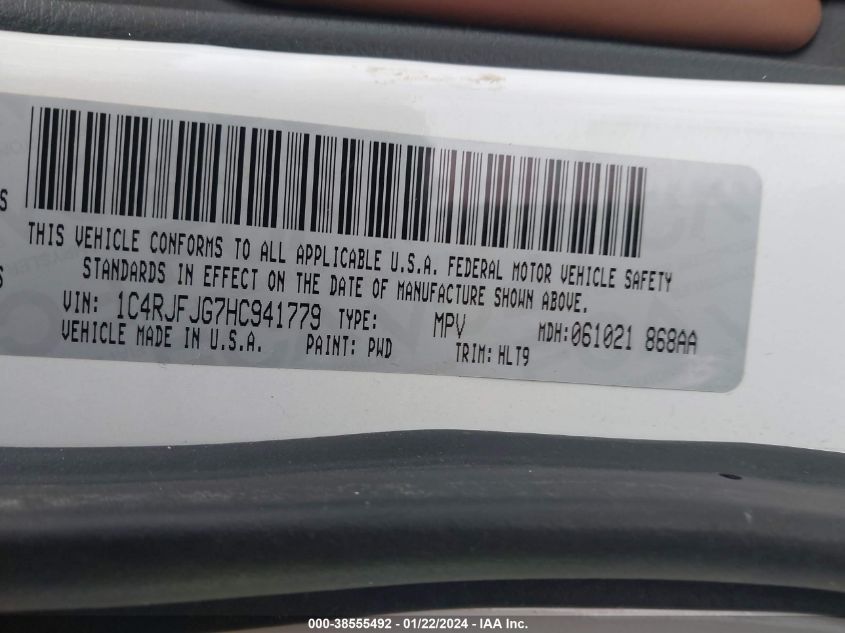 THIS VEHICLE CONFORMS TO ALL APPLICABLE U.S.A. FEDERAL MOTOR VEHICLE SAFETY
STANDARDS IN EFFECT ON THE DATE OF MANUFACTURE SHOWN ABOVE.
VIN: 1C4RJFJG7HC941779 TYPE: MPV MDH:061021 868AA
VEHICLE MADE IN U.S.A. PAINT: PWD TRIM: HLT9
000-38555492 - 01/22/2024 - IAA Inc.